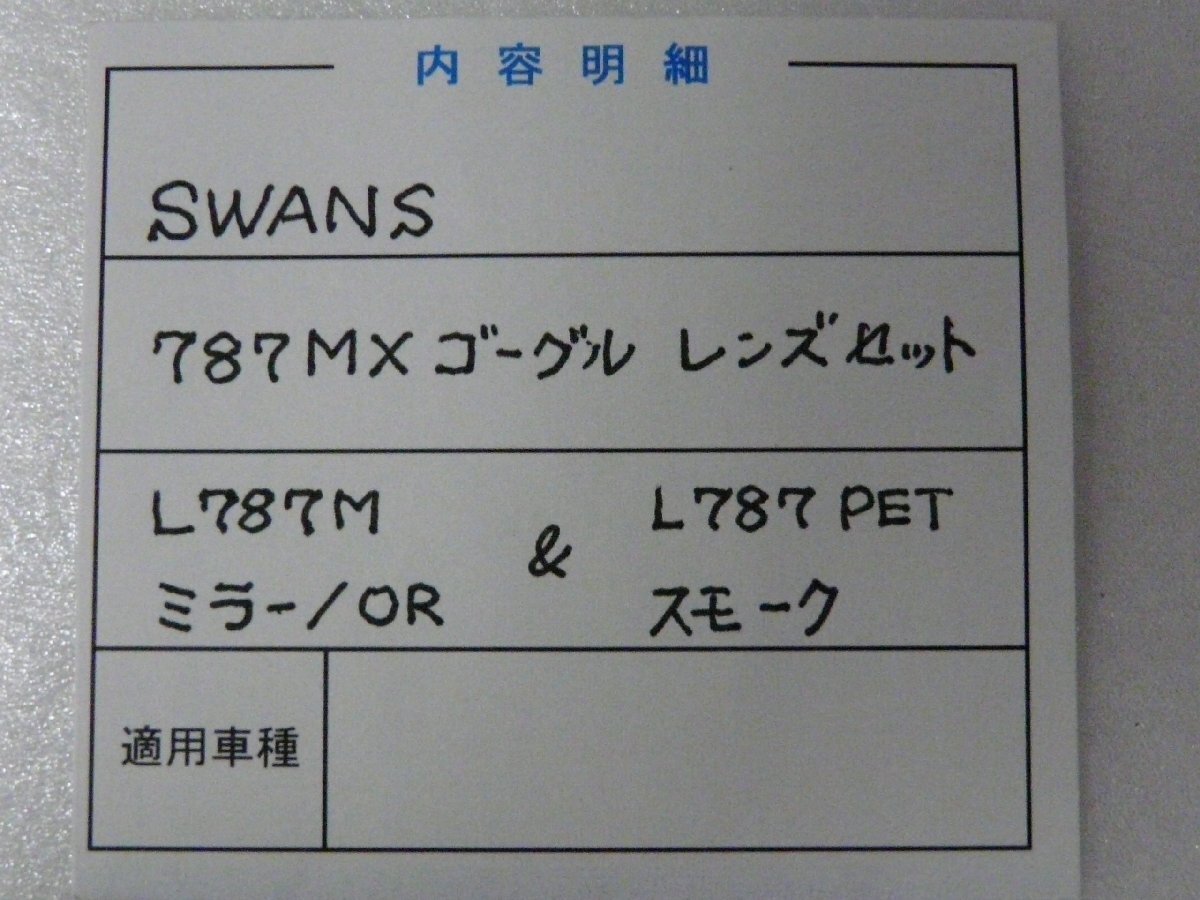 内容明細
SWANS
787MX ゴーグル レンズセット
L787M & L787 PET
ミラー/OR スモーク
適用車種